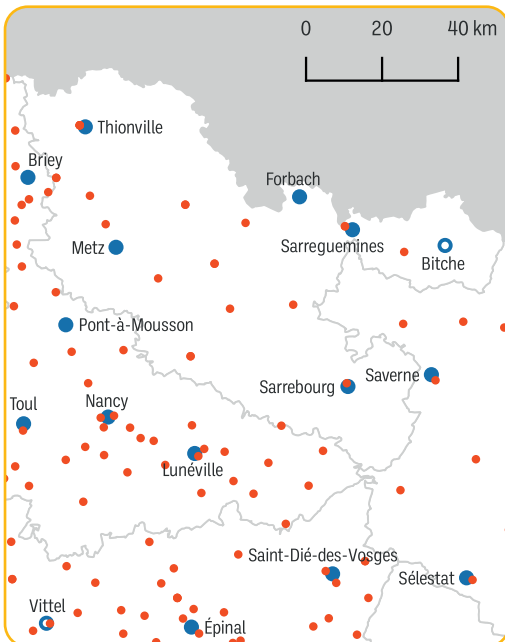 0 20 40 km
Thionville
Briey
Forbach
Metz
Sarreguemines
Bitche
Pont-à-Mousson
Saverne
Sarrebourg
Nancy
Toul
Lunéville
Saint-Dié-des-Vosges
Sélestat
Vittel
Épinal